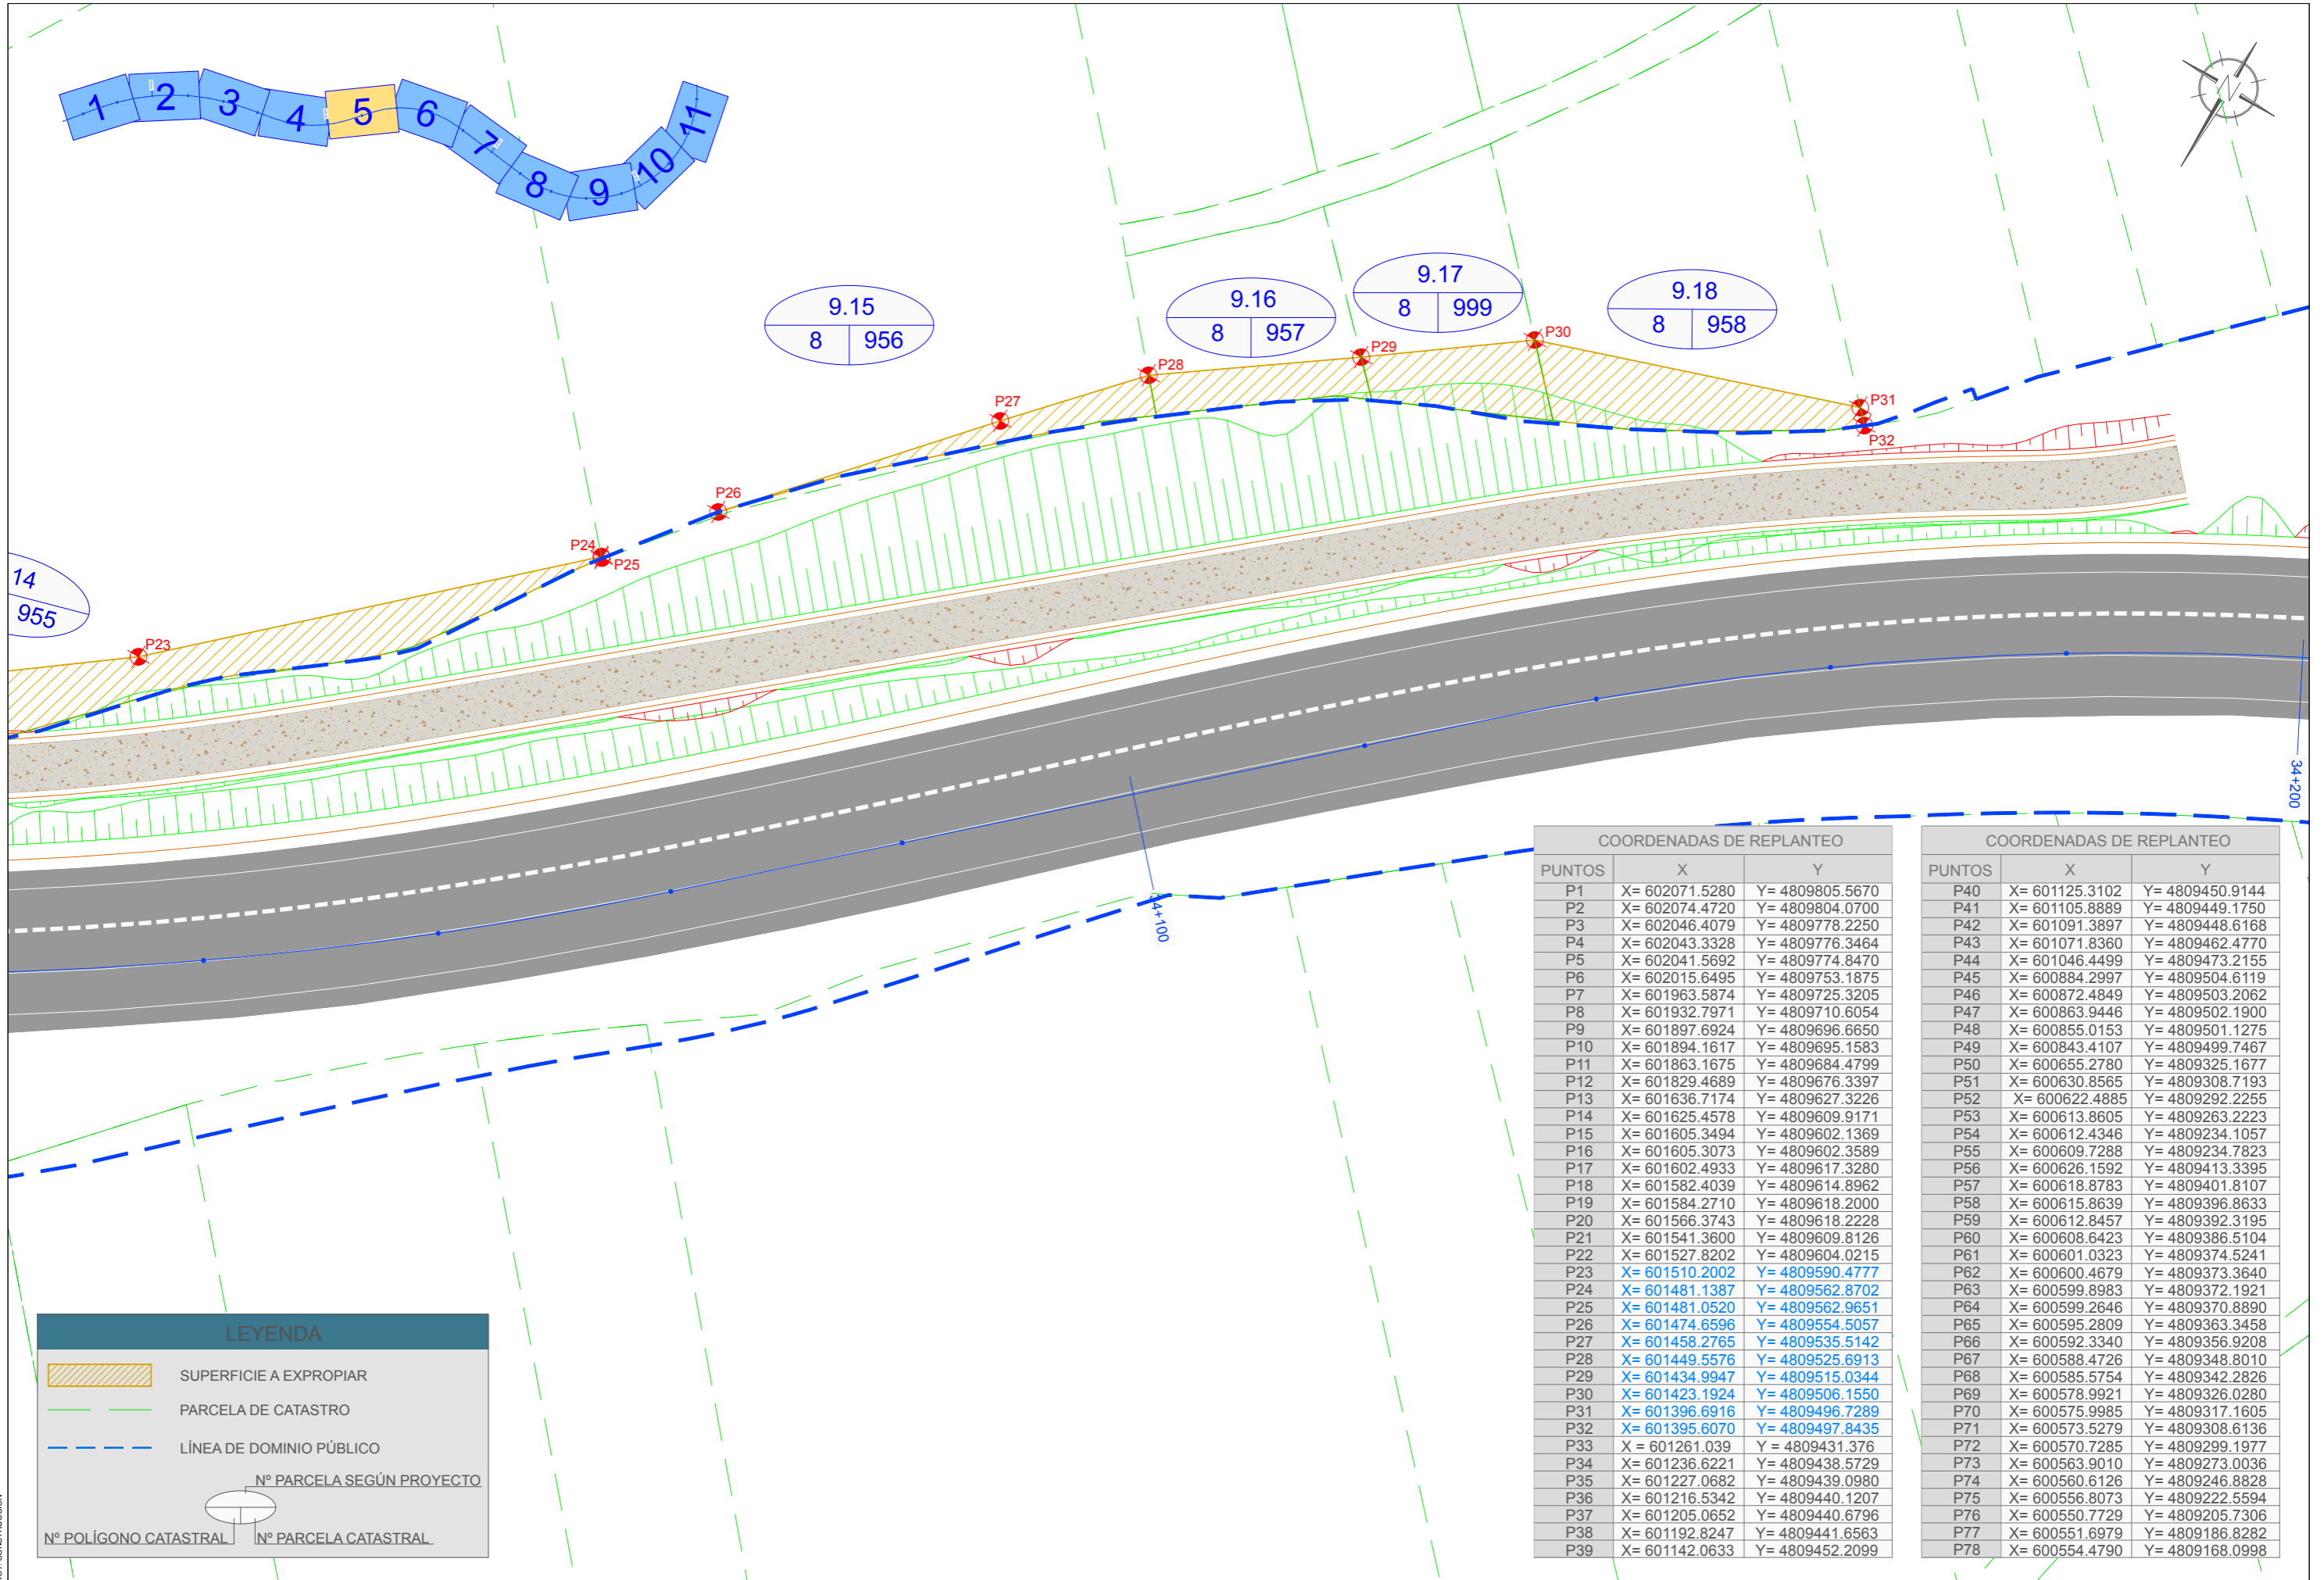 1 2 3 4 5 6 7 8 9 10 11
N
9.17
8 999
9.18
8 958
9.16
8 957
9.15
8 956
P30
P29
P28
P31
P27
P32
P26
P24
P25
14
955
P23
34+200
34+100
COORDENADAS DE REPLANTEO
PUNTOS X Y
P1 X= 602071.5280 Y= 4809805.5670
P2 X= 602074.4720 Y= 4809804.0700
P3 X= 602046.4079 Y= 4809778.2250
P4 X= 602043.3328 Y= 4809776.3464
P5 X= 602041.5692 Y= 4809774.8470
P6 X= 602015.6495 Y= 4809753.1875
P7 X= 601963.5874 Y= 4809725.3205
P8 X= 601932.7971 Y= 4809710.6054
P9 X= 601897.6924 Y= 4809696.6650
P10 X= 601894.1617 Y= 4809695.1583
P11 X= 601863.1675 Y= 4809684.4799
P12 X= 601829.4689 Y= 4809676.3397
P13 X= 601636.7174 Y= 4809627.3226
P14 X= 601625.4578 Y= 4809609.9171
P15 X= 601605.3494 Y= 4809602.1369
P16 X= 601605.3073 Y= 4809602.3589
P17 X= 601602.4933 Y= 4809617.3280
P18 X= 601582.4039 Y= 4809614.8962
P19 X= 601584.2710 Y= 4809618.2000
P20 X= 601566.3743 Y= 4809618.2228
P21 X= 601541.3600 Y= 4809609.8126
P22 X= 601527.8202 Y= 4809604.0215
P23 X= 601510.2002 Y= 4809590.4777
P24 X= 601481.1387 Y= 4809562.8702
P25 X= 601481.0520 Y= 4809562.9651
P26 X= 601474.6596 Y= 4809554.5057
P27 X= 601458.2765 Y= 4809535.5142
P28 X= 601449.5576 Y= 4809525.6913
P29 X= 601434.9947 Y= 4809515.0344
P30 X= 601423.1924 Y= 4809506.1550
P31 X= 601396.6916 Y= 4809496.7289
P32 X= 601395.6070 Y= 4809497.8435
P33 X = 601261.039 Y = 4809431.376
P34 X= 601236.6221 Y= 4809438.5729
P35 X= 601227.0682 Y= 4809439.0980
P36 X= 601216.5342 Y= 4809440.1207
P37 X= 601205.0652 Y= 4809440.6796
P38 X= 601192.8247 Y= 4809441.6563
P39 X= 601142.0633 Y= 4809452.2099
COORDENADAS DE REPLANTEO
PUNTOS X Y
P40 X= 601125.3102 Y= 4809450.9144
P41 X= 601105.8889 Y= 4809449.1750
P42 X= 601091.3897 Y= 4809448.6168
P43 X= 601071.8360 Y= 4809462.4770
P44 X= 601046.4499 Y= 4809473.2155
P45 X= 600884.2997 Y= 4809504.6119
P46 X= 600872.4849 Y= 4809503.2062
P47 X= 600863.9446 Y= 4809502.1900
P48 X= 600855.0153 Y= 4809501.1275
P49 X= 600843.4107 Y= 4809499.7467
P50 X= 600655.2780 Y= 4809325.1677
P51 X= 600630.8565 Y= 4809308.7193
P52 X= 600622.4885 Y= 4809292.2255
P53 X= 600613.8605 Y= 4809263.2223
P54 X= 600612.4346 Y= 4809234.1057
P55 X= 600609.7288 Y= 4809234.7823
P56 X= 600626.1592 Y= 4809413.3395
P57 X= 600618.8783 Y= 4809401.8107
P58 X= 600615.8639 Y= 4809396.8633
P59 X= 600612.8457 Y= 4809392.3195
P60 X= 600608.6423 Y= 4809386.5104
P61 X= 600601.0323 Y= 4809374.5241
P62 X= 600600.4679 Y= 4809373.3640
P63 X= 600599.8983 Y= 4809372.1921
P64 X= 600599.2646 Y= 4809370.8890
P65 X= 600595.2809 Y= 4809363.3458
P66 X= 600592.3340 Y= 4809356.9208
P67 X= 600588.4726 Y= 4809348.8010
P68 X= 600585.5754 Y= 4809342.2826
P69 X= 600578.9921 Y= 4809326.0280
P70 X= 600575.9985 Y= 4809317.1605
P71 X= 600573.5279 Y= 4809308.6136
P72 X= 600570.7285 Y= 4809299.1977
P73 X= 600563.9010 Y= 4809273.0036
P74 X= 600560.6126 Y= 4809246.8828
P75 X= 600556.8073 Y= 4809222.5594
P76 X= 600550.7729 Y= 4809205.7306
P77 X= 600551.6979 Y= 4809186.8282
P78 X= 600554.4790 Y= 4809168.0998
LEYENDA
SUPERFICIE A EXPROPIAR
PARCELA DE CATASTRO
LÍNEA DE DOMINIO PÚBLICO
Nº PARCELA SEGÚN PROYECTO
Nº POLÍGONO CATASTRAL
Nº PARCELA CATASTRAL